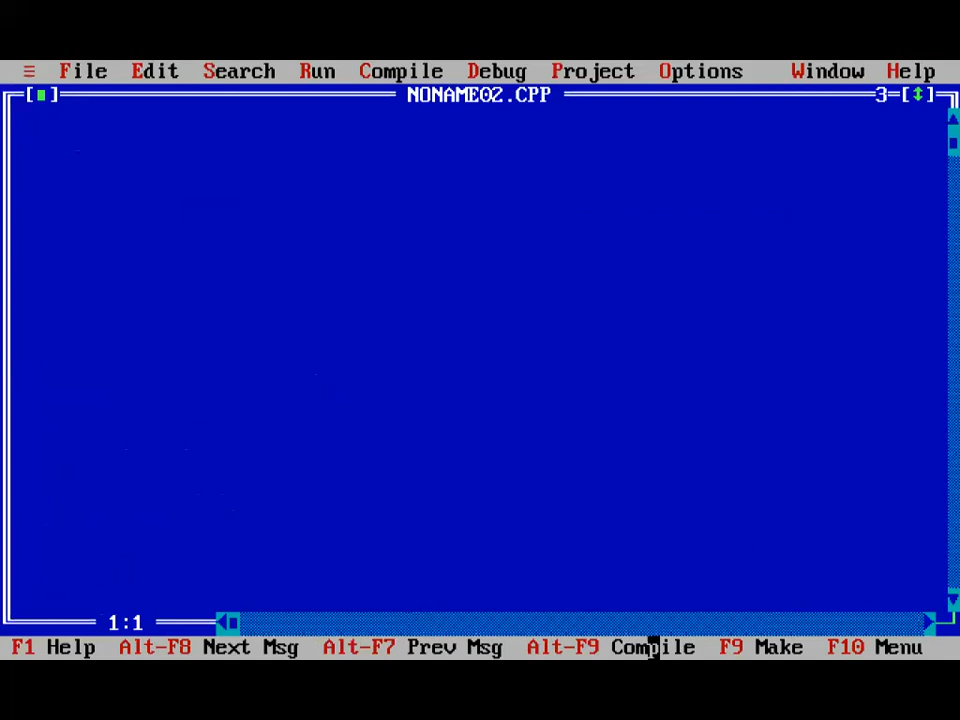 ≡ File Edit Search Run Compile Debug Project Options Window Help
[■] NONAME02.CPP 3=[↕]
1:1
F1 Help Alt-F8 Next Msg Alt-F7 Prev Msg Alt-F9 Compile F9 Make F10 Menu